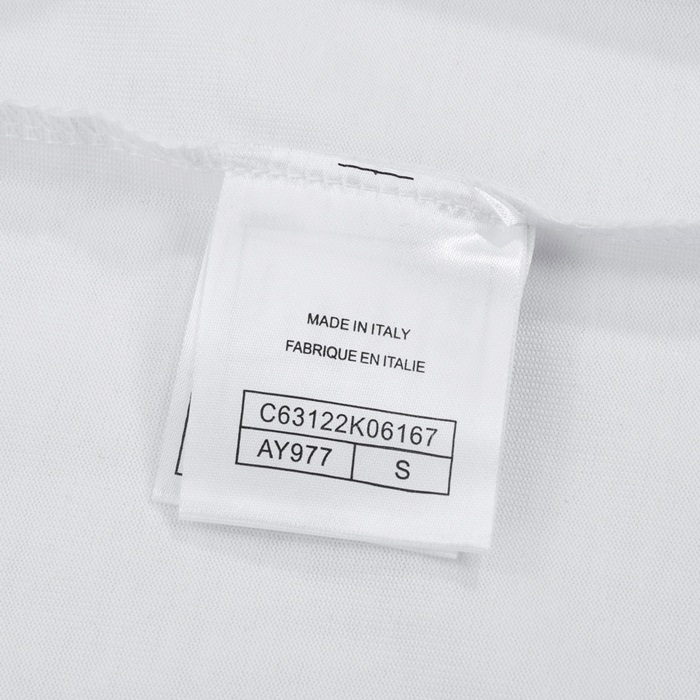 MADE IN ITALY
FABRIQUE EN ITALIE
C63122K06167
AY977 S